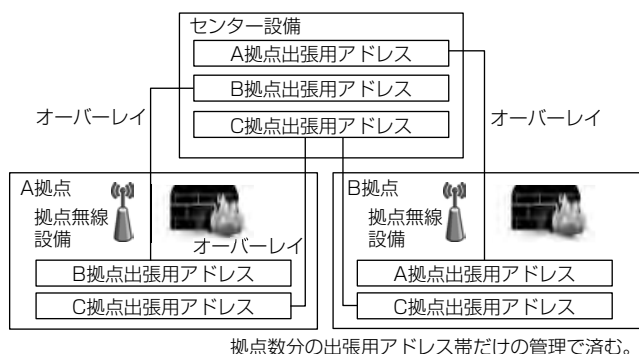 センター設備
A拠点出張用アドレス
B拠点出張用アドレス
C拠点出張用アドレス
オーバーレイ
オーバーレイ
A拠点
拠点無線
設備
オーバーレイ
B拠点出張用アドレス
C拠点出張用アドレス
B拠点
拠点無線
設備
A拠点出張用アドレス
C拠点出張用アドレス
拠点数分の出張用アドレス帯だけの管理で済む。